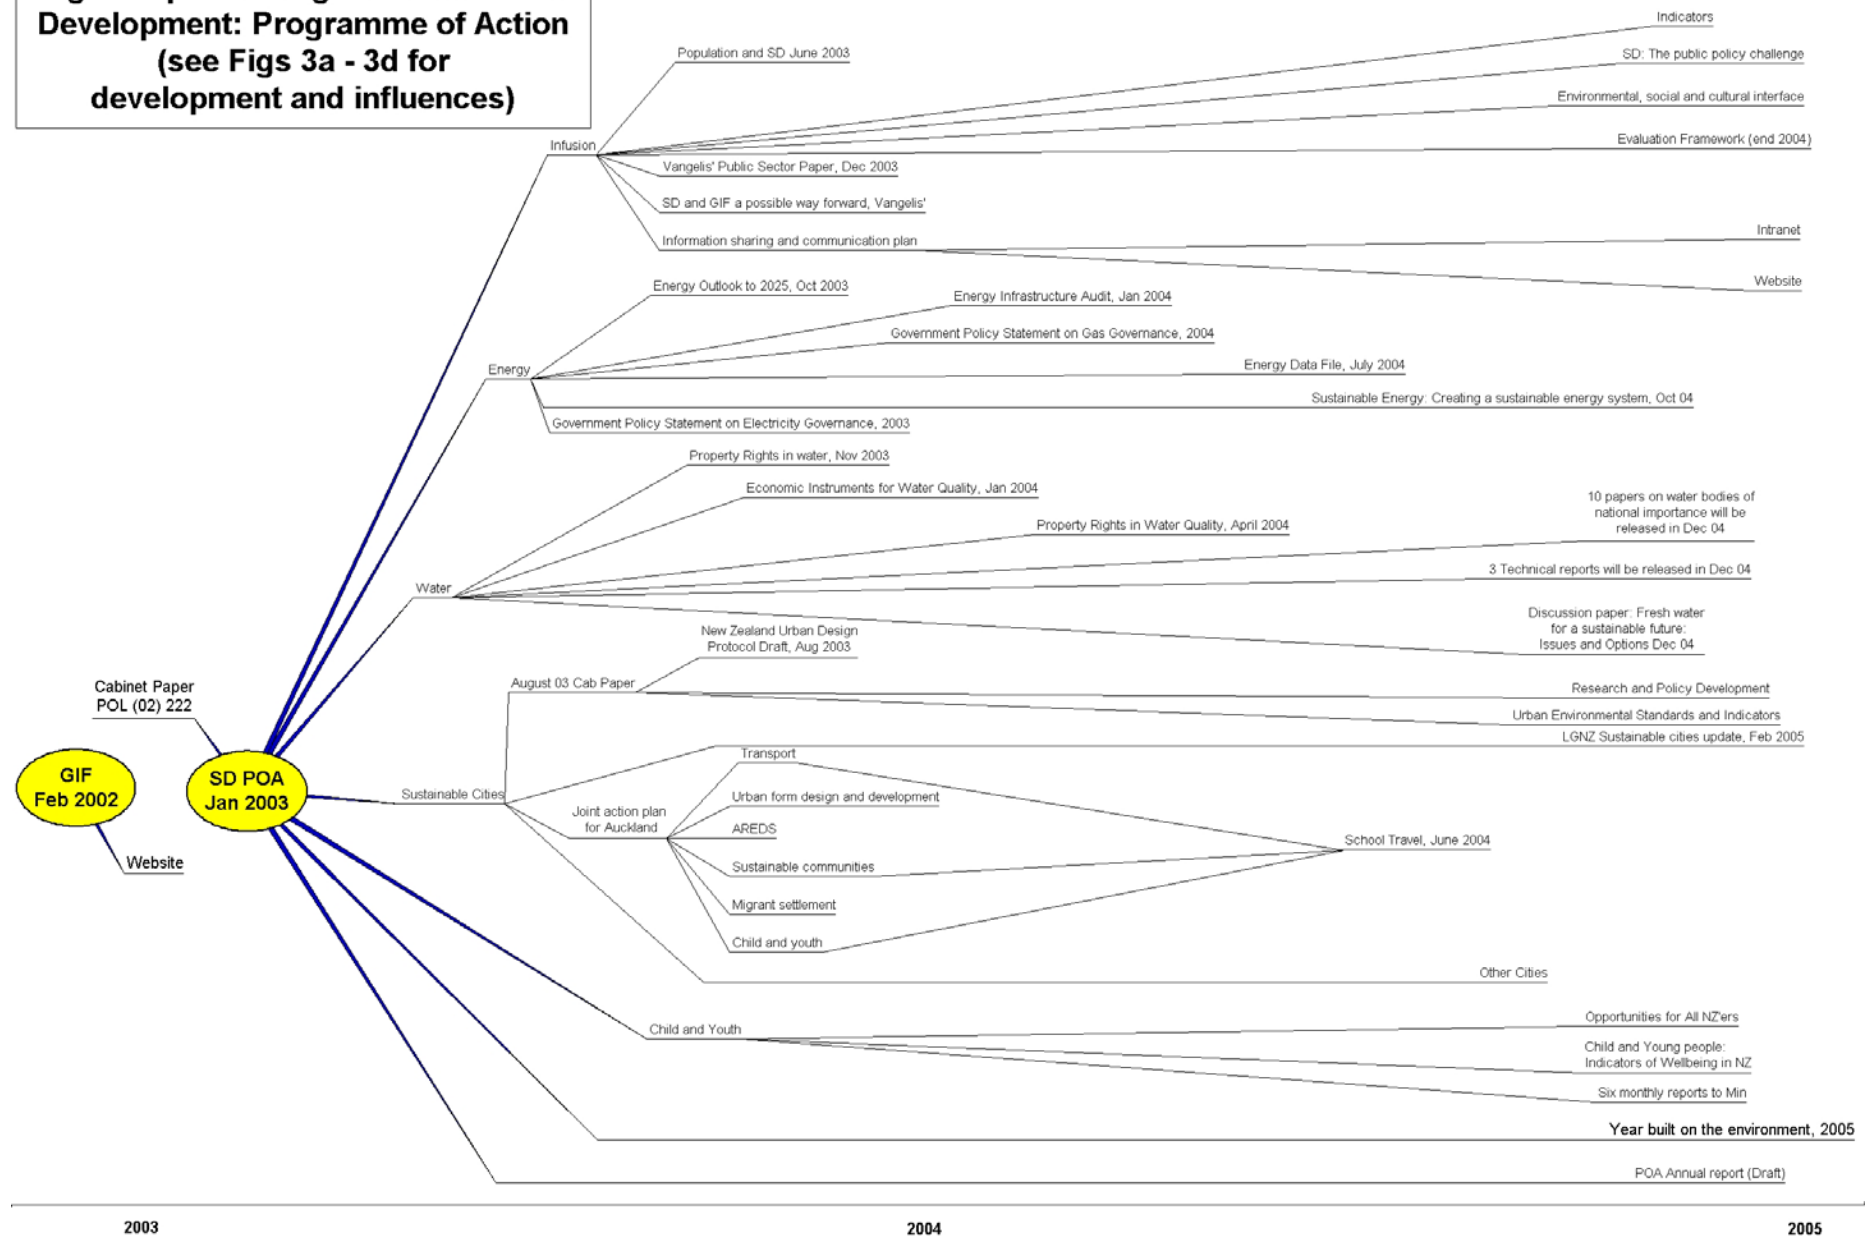 Development: Programme of Action
(see Figs 3a - 3d for
development and influences)
Indicators
Population and SD June 2003
SD: The public policy challenge
Environmental, social and cultural interface
Infusion
Evaluation Framework (end 2004)
Vangelis' Public Sector Paper, Dec 2003
SD and GIF a possible way forward, Vangelis'
Information sharing and communication plan
Intranet
Website
Energy Outlook to 2025, Oct 2003
Energy Infrastructure Audit, Jan 2004
Government Policy Statement on Gas Governance, 2004
Energy
Energy Data File, July 2004
Sustainable Energy: Creating a sustainable energy system, Oct 04
Government Policy Statement on Electricity Governance, 2003
Property Rights in water, Nov 2003
Economic Instruments for Water Quality, Jan 2004
10 papers on water bodies of
national importance will be
released in Dec 04
Property Rights in Water Quality, April 2004
3 Technical reports will be released in Dec 04
Water
Discussion paper: Fresh water
for a sustainable future:
Issues and Options Dec 04
New Zealand Urban Design
Protocol Draft, Aug 2003
August 03 Cab Paper
Research and Policy Development
Urban Environmental Standards and Indicators
LGNZ Sustainable cities update, Feb 2005
Cabinet Paper
POL (02) 222
GIF
Feb 2002
SD POA
Jan 2003
Website
Sustainable Cities
Transport
Urban form design and development
Joint action plan
for Auckland
AREDS
School Travel, June 2004
Sustainable communities
Migrant settlement
Child and youth
Other Cities
Child and Youth
Opportunities for All NZ'ers
Child and Young people:
Indicators of Wellbeing in NZ
Six monthly reports to Min
Year built on the environment, 2005
POA Annual report (Draft)
2003
2004
2005